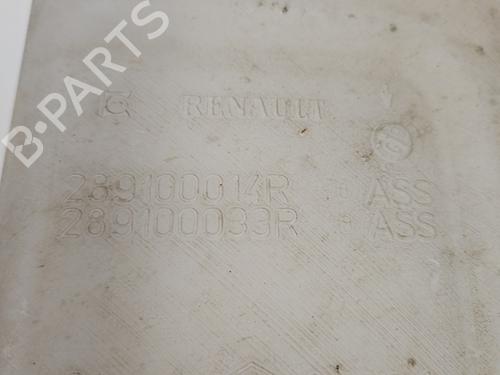 B-PARTS
RENAULT
289100014R ASS
289100033R ASS